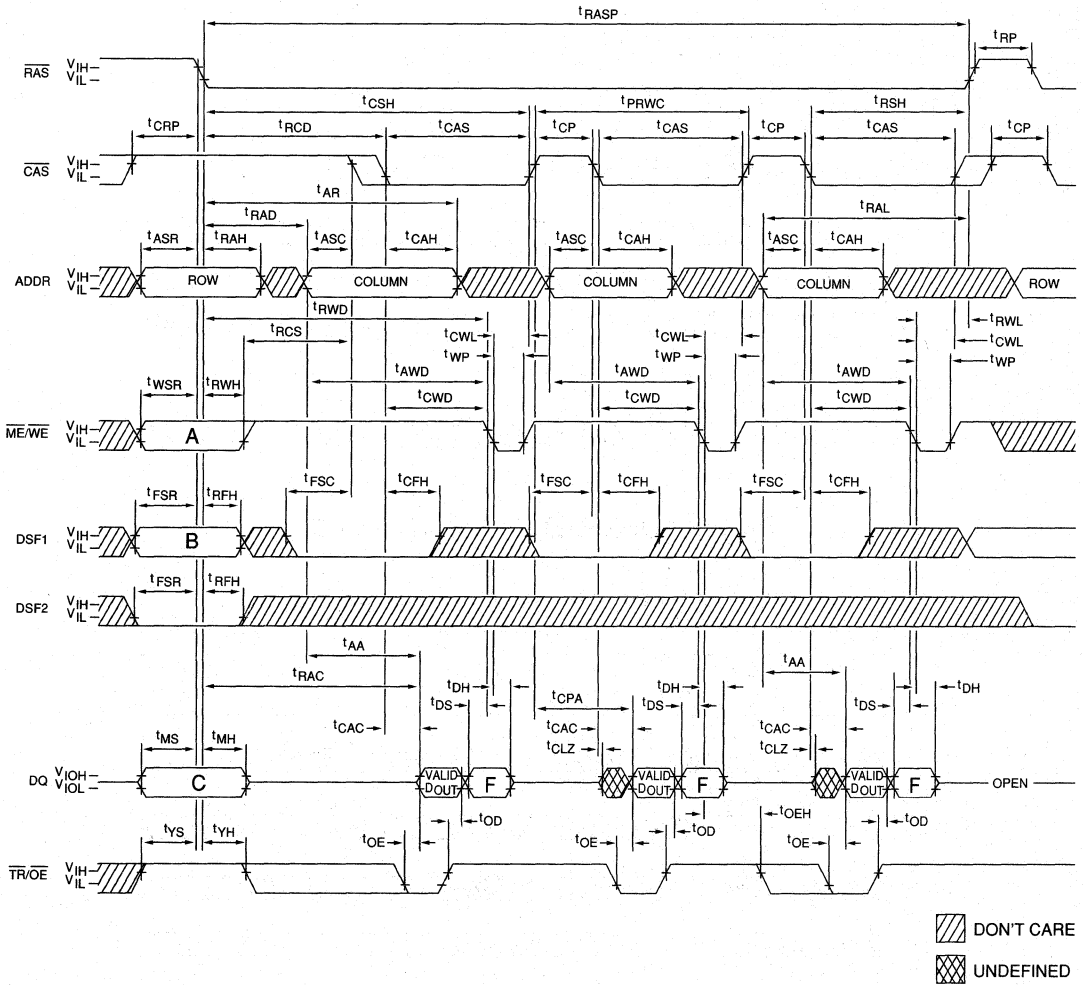 tRASP
tRP
RAS VIH– VIL–
tCSH tPRWC tRSH
tCRP tRCD tCAS tCP tCAS tCP tCAS tCP
CAS VIH– VIL–
tAR
tRAD tRAL
tASR tRAH tASC tCAH tASC tCAH tASC tCAH
ADDR VIH– VIL– ROW COLUMN COLUMN COLUMN ROW
tRWD tRWL
tRCS tCWL tCWL tCWL
tWP tWP tWP
tWSR tRWH tAWD tAWD tAWD
tCWD tCWD tCWD
ME/WE VIH– VIL– A
tFSR tRFH tFSC tCFH tFSC tCFH tFSC tCFH
DSF1 VIH– VIL– B
tFSR tRFH
DSF2 VIH– VIL–
tAA tAA
tRAC tDH tCPA tDH tDH
tDS tDS tDS
tCAC tCAC tCAC
tMS tMH tCLZ tCLZ
DQ VIOH– VIOL– C VALID DOUT F VALID DOUT F VALID DOUT F OPEN
tYS tYH tOD tOD tOEH tOD
tOE tOE tOE
TR/OE VIH– VIL–
DON'T CARE
UNDEFINED